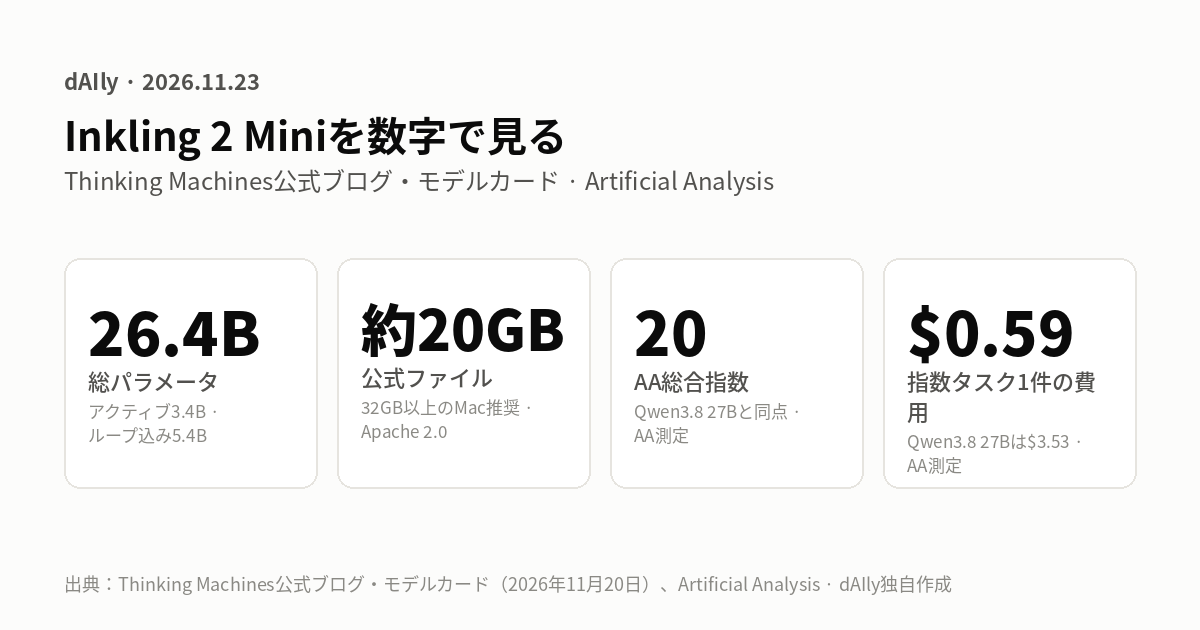 dAIly · 2026.11.23
Inkling 2 Miniを数字で見る
Thinking Machines公式ブログ・モデルカード · Artificial Analysis
26.4B
総パラメータ
アクティブ3.4B ·
ループ込み5.4B
約20GB
公式ファイル
32GB以上のMac推奨 ·
Apache 2.0
20
AA総合指数
Qwen3.8 27Bと同点 ·
AA測定
$0.59
指数タスク1件の費
用
Qwen3.8 27Bは$3.53 ·
AA測定
出典：Thinking Machines公式ブログ・モデルカード（2026年11月20日）、Artificial Analysis · dAIly独自作成